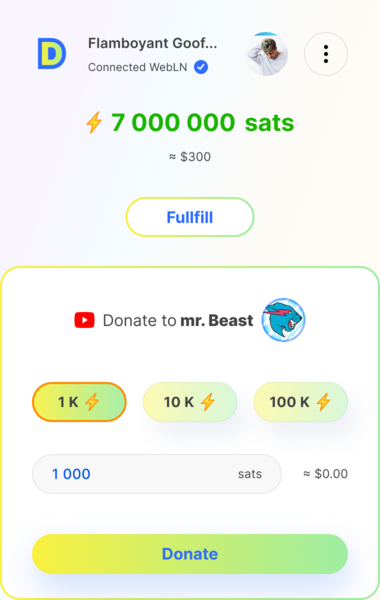 D
Flamboyant Goof...
Connected WebLN
7 000 000 sats
≈ $300
Fullfill
Donate to mr. Beast
1 K
10 K
100 K
1 000 sats ≈ $0.00
Donate